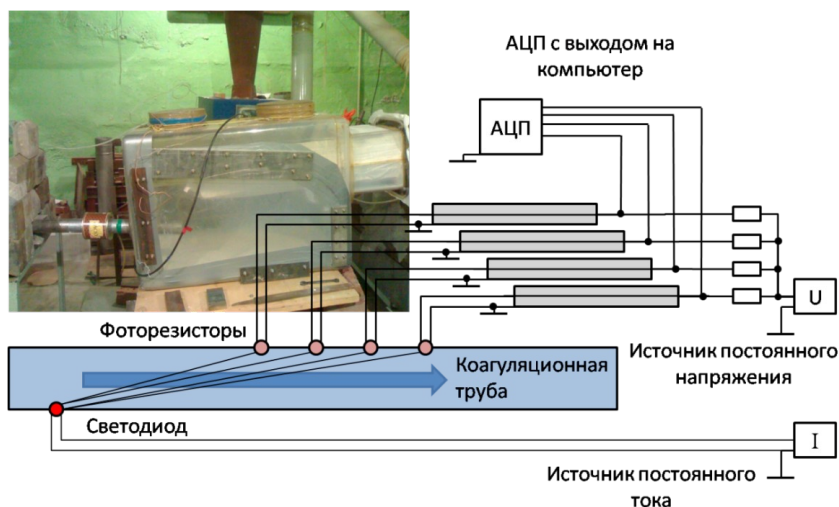 АЦП с выходом на
компьютер
АЦП
U
Фоторезисторы
Источник постоянного
напряжения
Коагуляционная
труба
Светодиод
I
Источник постоянного
тока